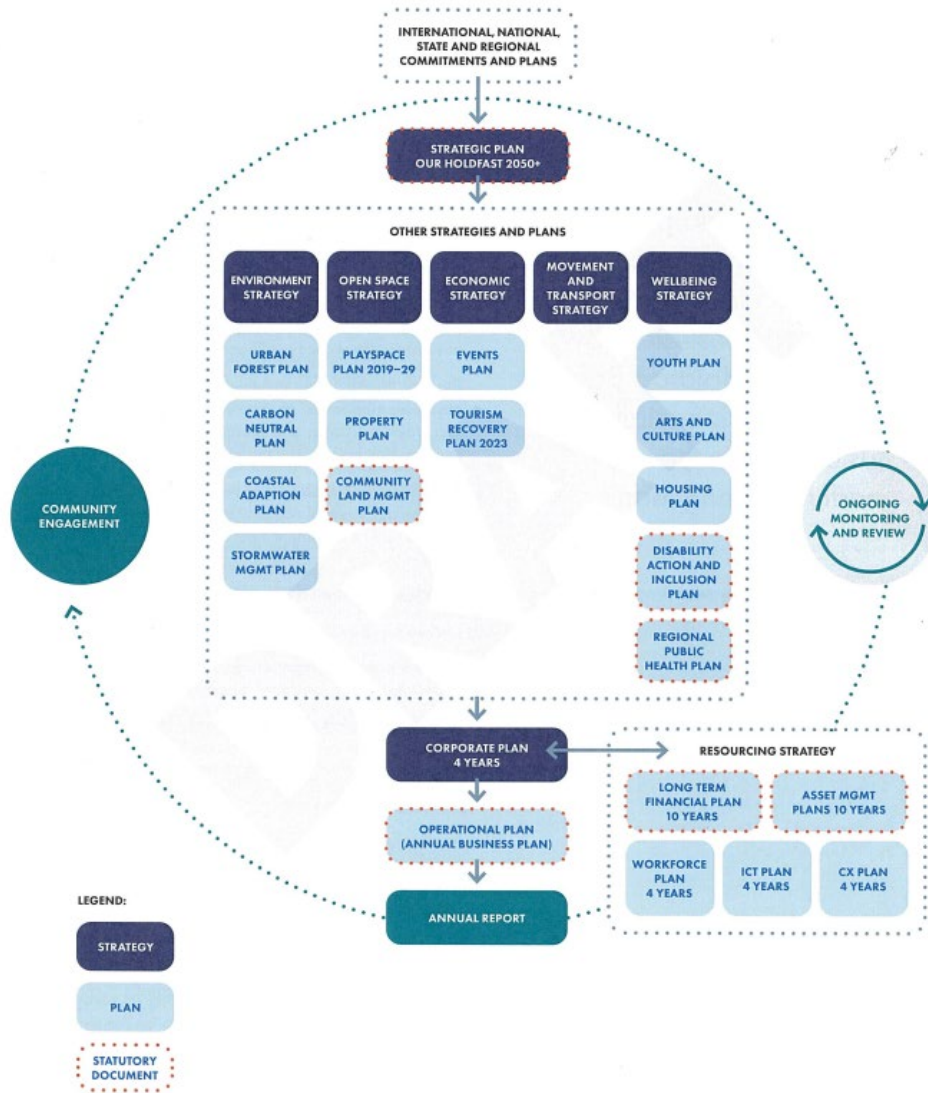 INTERNATIONAL, NATIONAL,
STATE AND REGIONAL
COMMITMENTS AND PLANS
STRATEGIC PLAN
OUR HOLDFAST 2050+
OTHER STRATEGIES AND PLANS
ENVIRONMENT
STRATEGY
OPEN SPACE
STRATEGY
ECONOMIC
STRATEGY
MOVEMENT
AND
TRANSPORT
STRATEGY
WELLBEING
STRATEGY
URBAN
FOREST PLAN
PLAYSPACE
PLAN 2019–29
EVENTS
PLAN
YOUTH PLAN
CARBON
NEUTRAL
PLAN
PROPERTY
PLAN
TOURISM
RECOVERY
PLAN 2023
ARTS AND
CULTURE PLAN
COASTAL
ADAPTION
PLAN
COMMUNITY
LAND MGMT
PLAN
HOUSING
PLAN
STORMWATER
MGMT PLAN
DISABILITY
ACTION AND
INCLUSION
PLAN
REGIONAL
PUBLIC
HEALTH PLAN
COMMUNITY
ENGAGEMENT
ONGOING
MONITORING
AND REVIEW
CORPORATE PLAN
4 YEARS
RESOURCING STRATEGY
LONG TERM
FINANCIAL PLAN
10 YEARS
ASSET MGMT
PLANS 10 YEARS
OPERATIONAL PLAN
(ANNUAL BUSINESS PLAN)
WORKFORCE
PLAN
4 YEARS
ICT PLAN
4 YEARS
CX PLAN
4 YEARS
ANNUAL REPORT
LEGEND:
STRATEGY
PLAN
STATUTORY
DOCUMENT
DRAFT